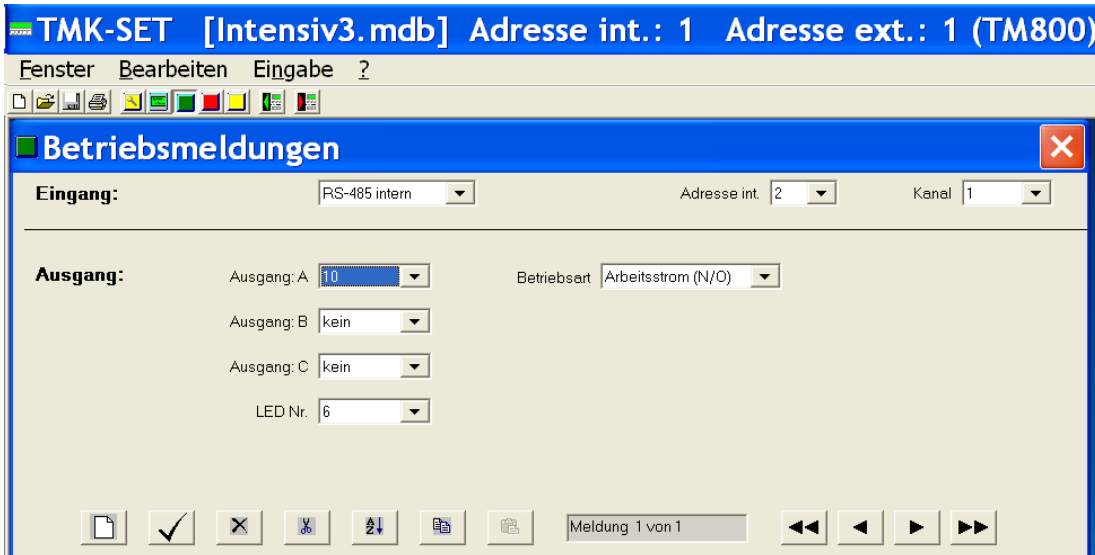 TMK-SET [Intensiv3.mdb] Adresse int.: 1 Adresse ext.: 1 (TM800)
Fenster Bearbeiten Eingabe ?
Betriebsmeldungen
Eingang: RS-485 intern Adresse int. 2 Kanal 1
Ausgang: Ausgang: A 10 Betriebsart Arbeitsstrom (N/O)
Ausgang: B kein
Ausgang: C kein
LED Nr. 6
Meldung 1 von 1